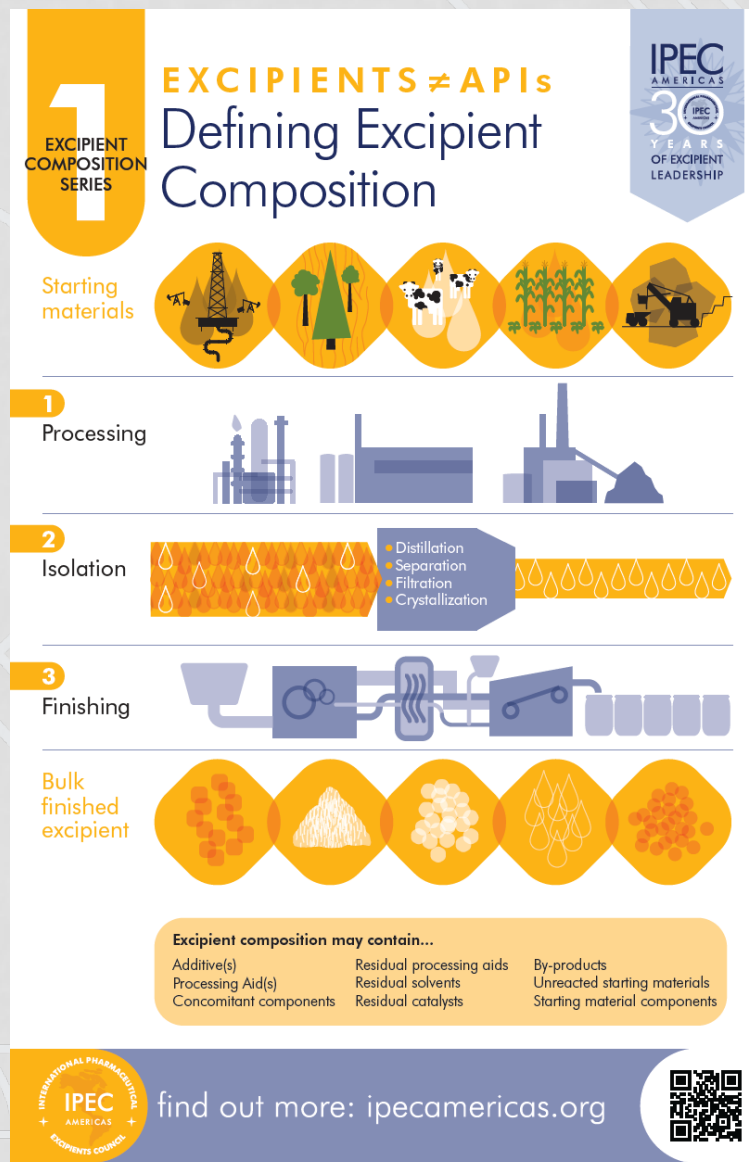 1
EXCIPIENT
COMPOSITION
SERIES
EXCIPIENTS ≠ APIs
Defining Excipient
Composition
IPEC
AMERICAS
30
IPEC
YEARS
OF EXCIPIENT
LEADERSHIP
Starting
materials
1
Processing
2
Isolation
• Distillation
• Separation
• Filtration
• Crystallization
3
Finishing
Bulk
finished
excipient
Excipient composition may contain...
Additive(s)
Processing Aid(s)
Concomitant components
Residual processing aids
Residual solvents
Residual catalysts
By-products
Unreacted starting materials
Starting material components
INTERNATIONAL PHARMACEUTICAL
IPEC
AMERICAS
EXCIPIENTS COUNCIL
find out more: ipecamericas.org